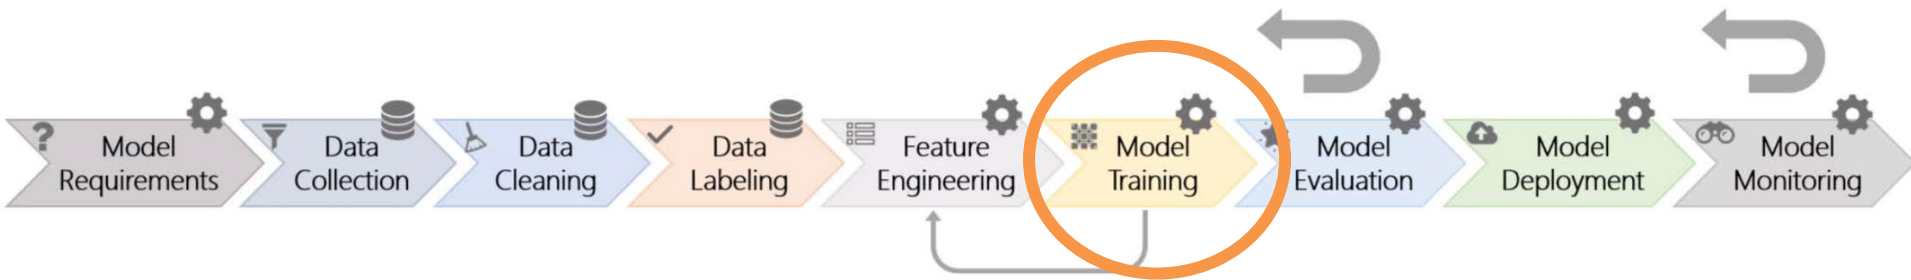 Model
Requirements
Data
Collection
Data
Cleaning
Data
Labeling
Feature
Engineering
Model
Training
Model
Evaluation
Model
Deployment
Model
Monitoring